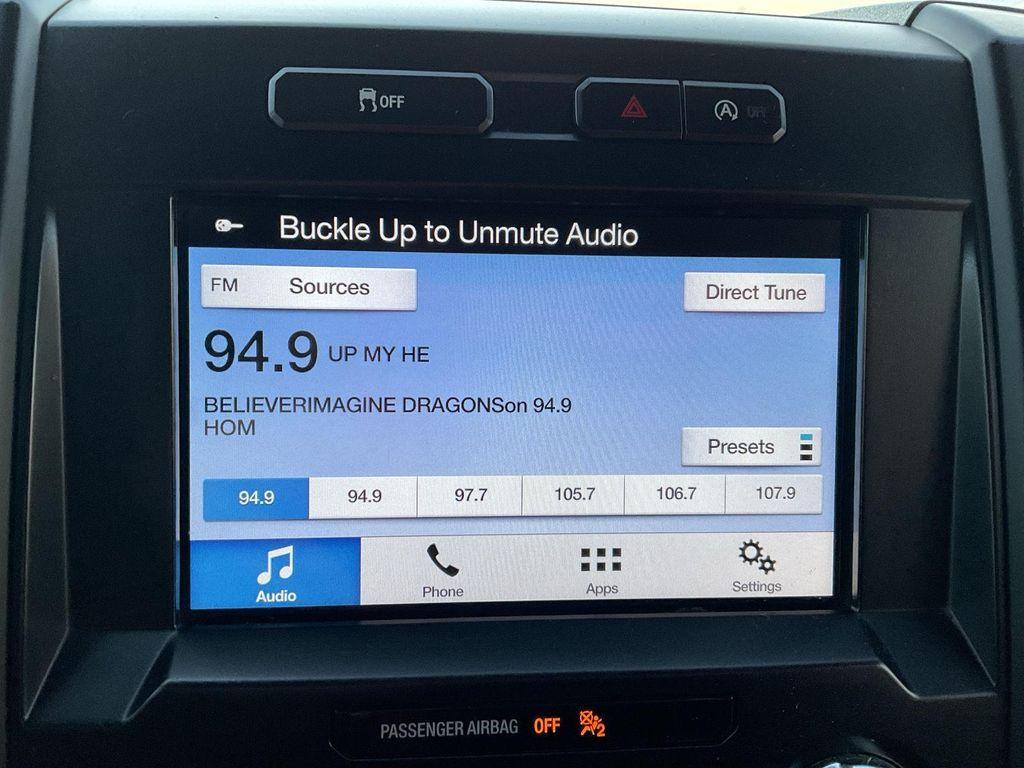 OFF
A OFF
Buckle Up to Unmute Audio
FM Sources
Direct Tune
94.9 UP MY HE
BELIEVERIMAGINE DRAGONSon 94.9
HOM
Presets
94.9 94.9 97.7 105.7 106.7 107.9
Audio Phone Apps Settings
PASSENGER AIRBAG OFF 2